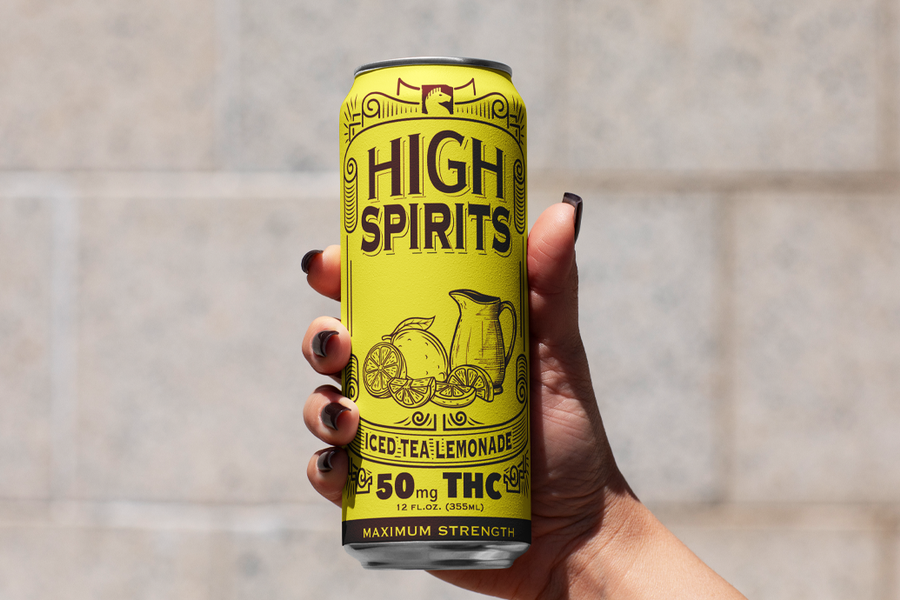 HIGH
SPIRITS
ICED TEA LEMONADE
50mg THC
12 FL.OZ. (355ML)
MAXIMUM STRENGTH